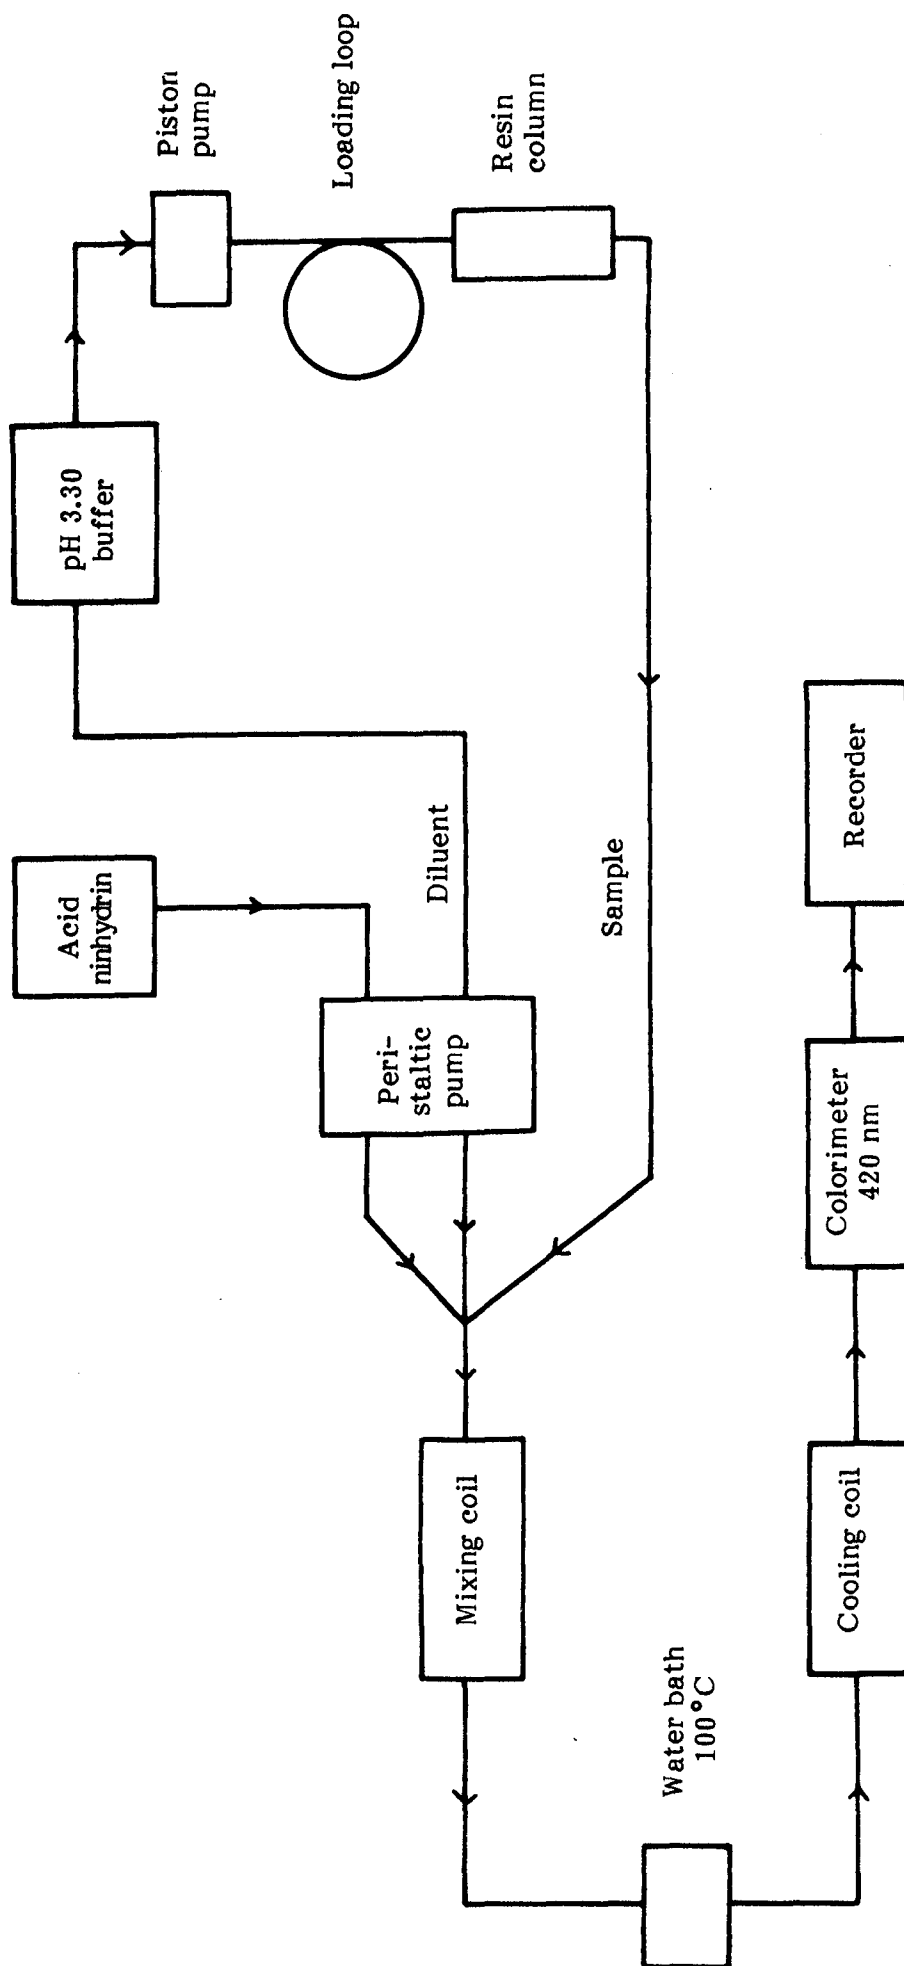 Piston
pump
Loading loop
Resin
column
pH 3.30
buffer
Acid
ninhydrin
Diluent
Sample
Peri-
staltic
pump
Mixing coil
Water bath
100°C
Cooling coil
Colorimeter
420 nm
Recorder